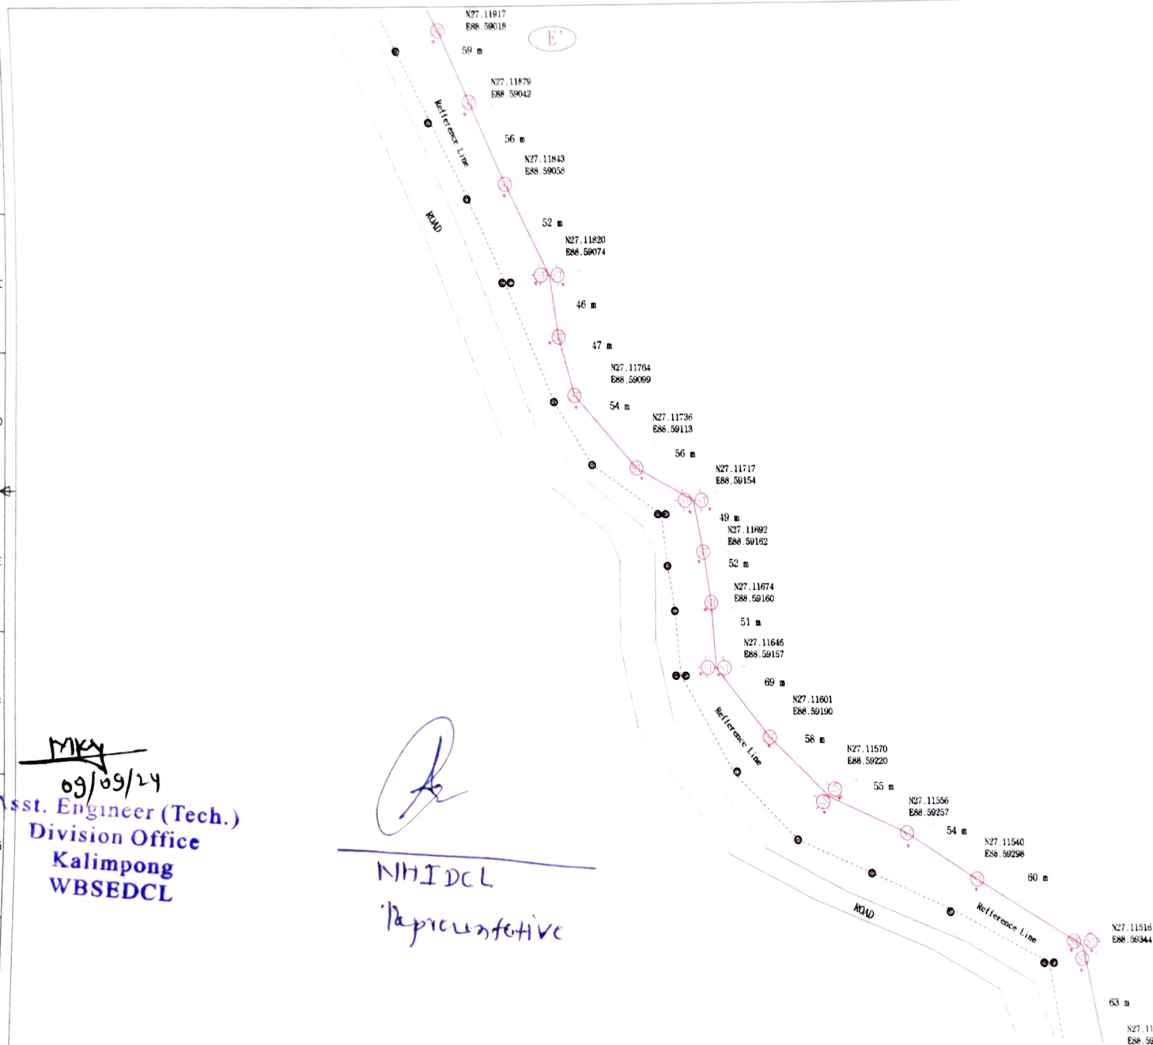 N27.11917
E88.59018
E'
59 m
N27.11879
E88.59042
Refference Line
56 m
N27.11843
E88.59058
ROAD
52 m
N27.11820
E88.59074
46 m
47 m
N27.11764
E88.59099
54 m
N27.11736
E88.59113
56 m
N27.11717
E88.59154
49 m
N27.11692
E88.59162
52 m
N27.11674
E88.59160
51 m
N27.11646
E88.59157
69 m
N27.11601
E88.59190
Refference Line
58 m
N27.11570
E88.59220
55 m
N27.11556
E88.59257
54 m
N27.11540
E88.59298
60 m
ROAD
Refference Line
N27.11516
E88.59344
63 m
N27.11
E88.59
09/09/24
sst. Engineer (Tech.)
Division Office
Kalimpong
WBSEDCL
NHIDCL
Representative